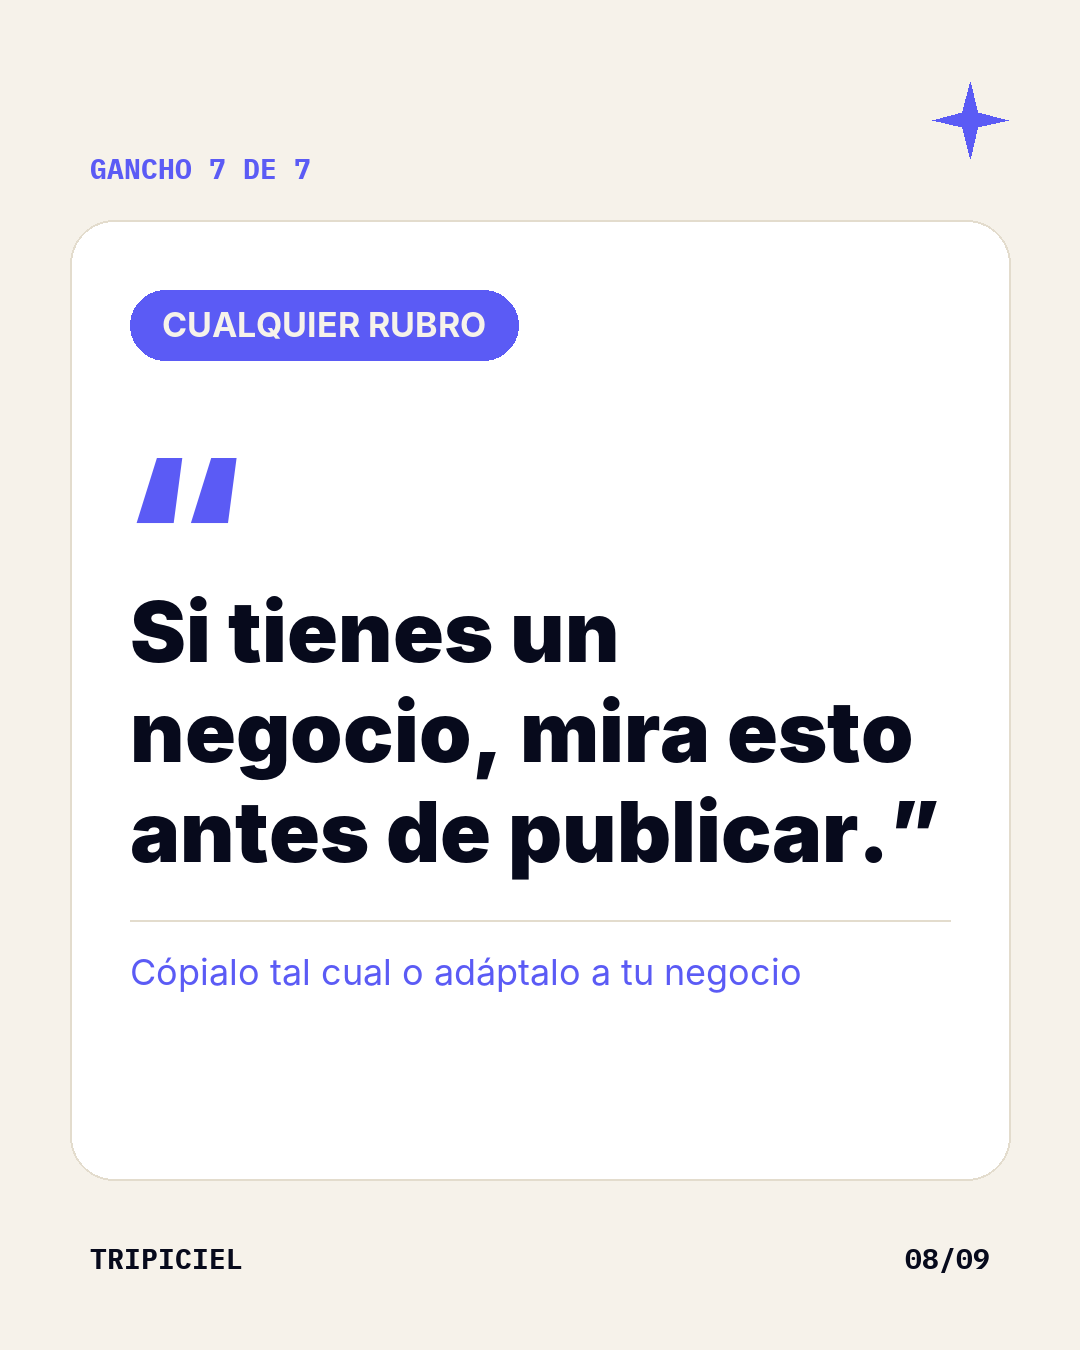 GANCHO 7 DE 7
CUALQUIER RUBRO
“
Si tienes un
negocio, mira esto
antes de publicar.”
Cópialo tal cual o adáptalo a tu negocio
TRIPICIEL
08/09